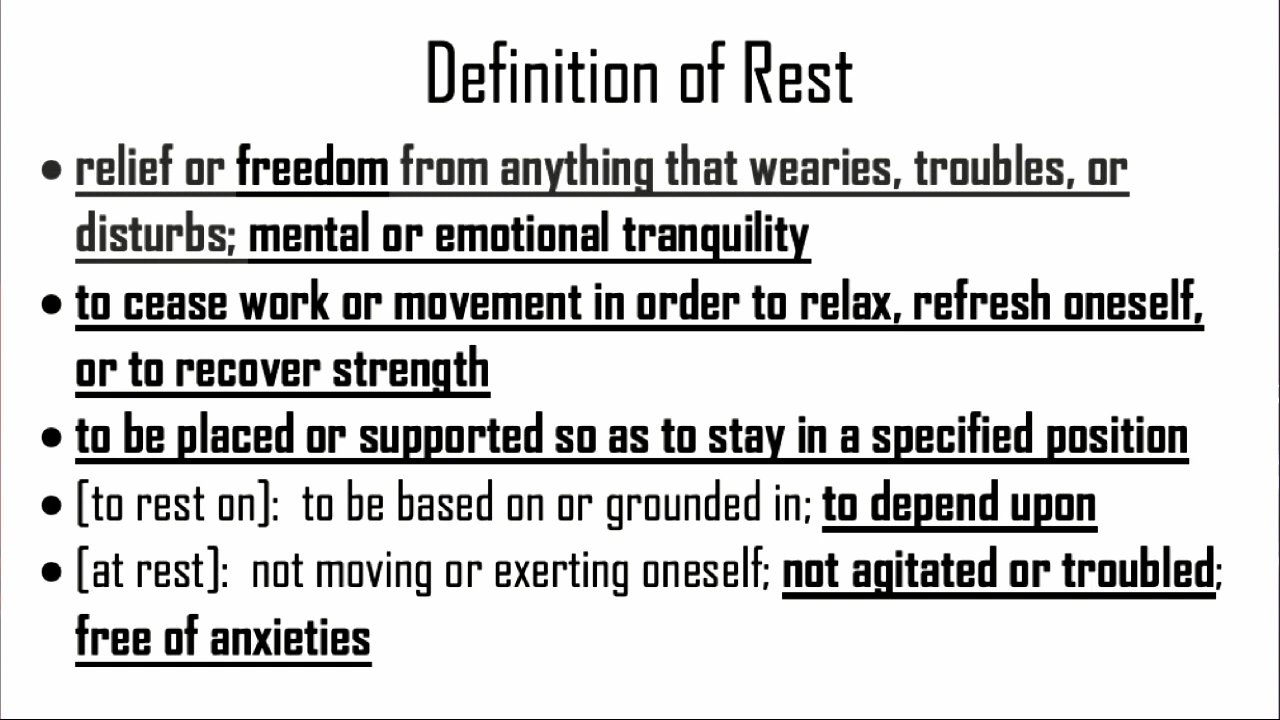 Definition of Rest
• relief or freedom from anything that wearies, troubles, or
disturbs; mental or emotional tranquility
• to cease work or movement in order to relax, refresh oneself,
or to recover strength
• to be placed or supported so as to stay in a specified position
• [to rest on]:  to be based on or grounded in; to depend upon
• [at rest]:  not moving or exerting oneself; not agitated or troubled;
free of anxieties